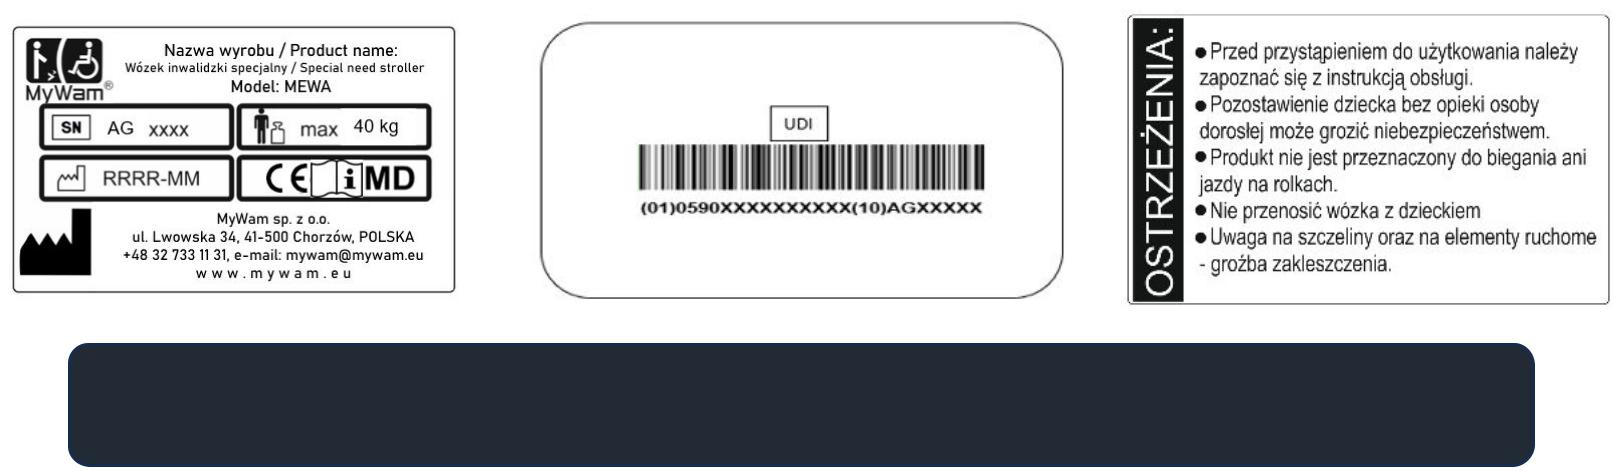 MyWam®
Nazwa wyrobu / Product name:
Wózek inwalidzki specjalny / Special need stroller
Model: MEWA
SN AG xxxx
max 40 kg
RRRR-MM
CE i MD
MyWam sp. z o.o.
ul. Lwowska 34, 41-500 Chorzów, POLSKA
+48 32 733 11 31, e-mail: mywam@mywam.eu
www.mywam.eu
UDI
(01)0590XXXXXXXXXX(10)AGXXXXX
OSTRZEŻENIA:
● Przed przystąpieniem do użytkowania należy
zapoznać się z instrukcją obsługi.
● Pozostawienie dziecka bez opieki osoby
dorosłej może grozić niebezpieczeństwem.
● Produkt nie jest przeznaczony do biegania ani
jazdy na rolkach.
● Nie przenosić wózka z dzieckiem
● Uwaga na szczeliny oraz na elementy ruchome
- groźba zakleszczenia.